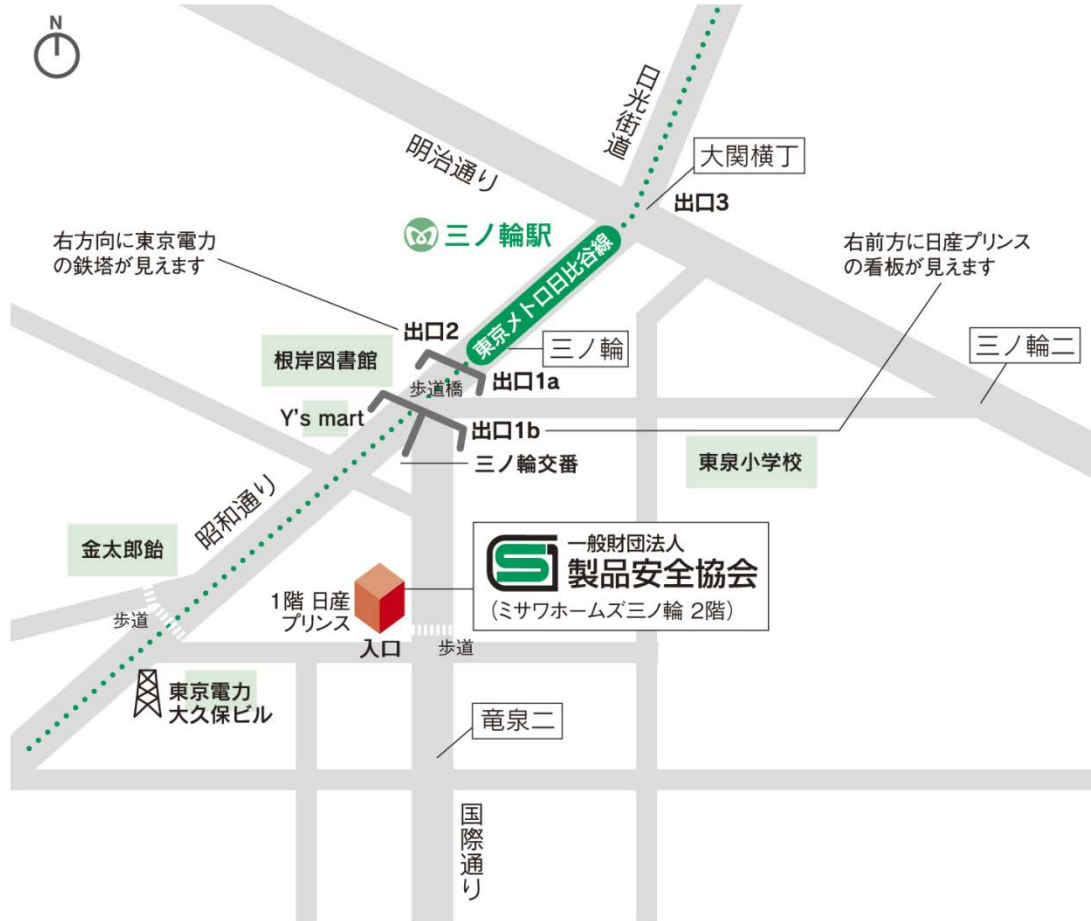 N
日光街道
明治通り
大関横丁
出口3
三ノ輪駅
右方向に東京電力
の鉄塔が見えます
右前方に日産プリンス
の看板が見えます
東京メトロ日比谷線
出口2
三ノ輪
三ノ輪二
根岸図書館
歩道橋
出口1a
Y's mart
出口1b
三ノ輪交番
東泉小学校
昭和通り
金太郎飴
一般財団法人
製品安全協会
(ミサワホームズ三ノ輪 2階)
1階 日産
プリンス
歩道
入口
歩道
東京電力
大久保ビル
竜泉二
国際通り